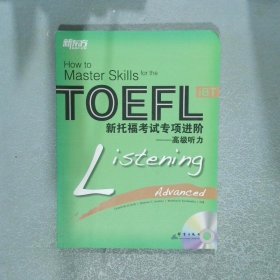 新东方
How to
Master Skills for the
TOEFL iBT
新托福考试专项进阶
——高级听力
Listening
Advanced